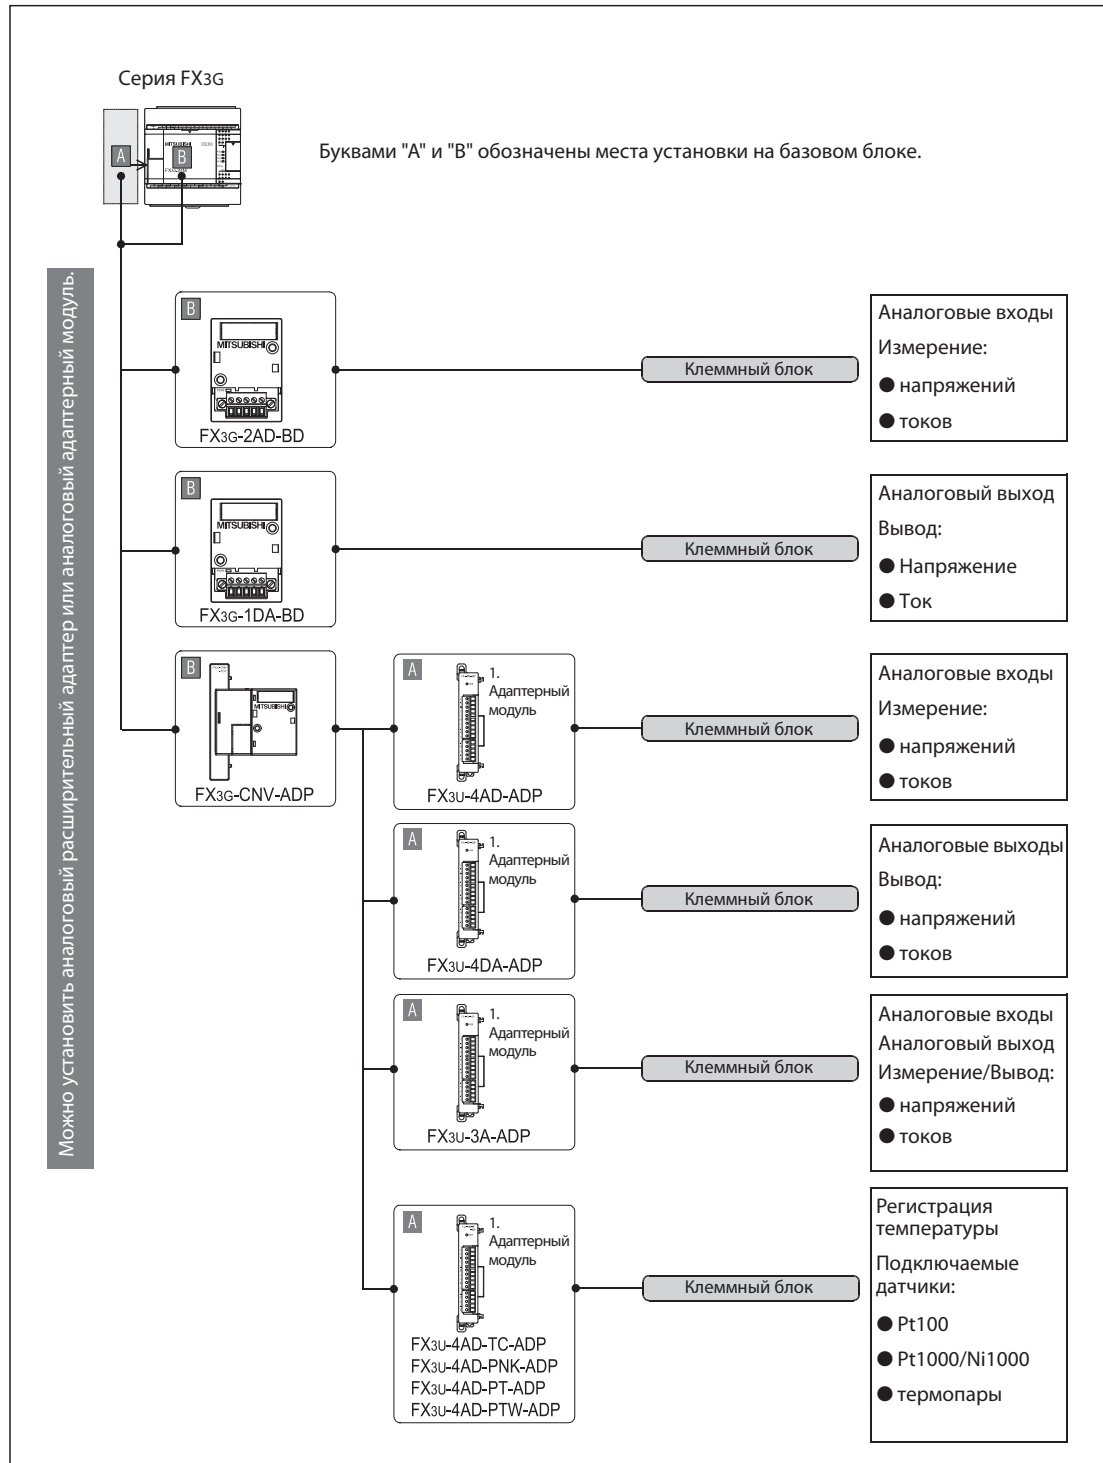 Серия FX3G
A
B
MITSUBISHI
Буквами "A" и "B" обозначены места установки на базовом блоке.
Можно установить аналоговый расширительный адаптер или аналоговый адаптерный модуль.
B
MITSUBISHI
FX3G-2AD-BD
Клеммный блок
Аналоговые входы
Измерение:
● напряжений
● токов
B
MITSUBISHI
FX3G-1DA-BD
Клеммный блок
Аналоговый выход
Вывод:
● Напряжение
● Ток
B
MITSUBISHI
FX3G-CNV-ADP
A
1.
Адаптерный
модуль
FX3U-4AD-ADP
Клеммный блок
Аналоговые входы
Измерение:
● напряжений
● токов
A
1.
Адаптерный
модуль
FX3U-4DA-ADP
Клеммный блок
Аналоговые выходы
Вывод:
● напряжений
● токов
A
1.
Адаптерный
модуль
FX3U-3A-ADP
Клеммный блок
Аналоговые входы
Аналоговый выход
Измерение/Вывод:
● напряжений
● токов
A
1.
Адаптерный
модуль
FX3U-4AD-TC-ADP
FX3U-4AD-PNK-ADP
FX3U-4AD-PT-ADP
FX3U-4AD-PTW-ADP
Клеммный блок
Регистрация
температуры
Подключаемые
датчики:
● Pt100
● Pt1000/Ni1000
● термопары